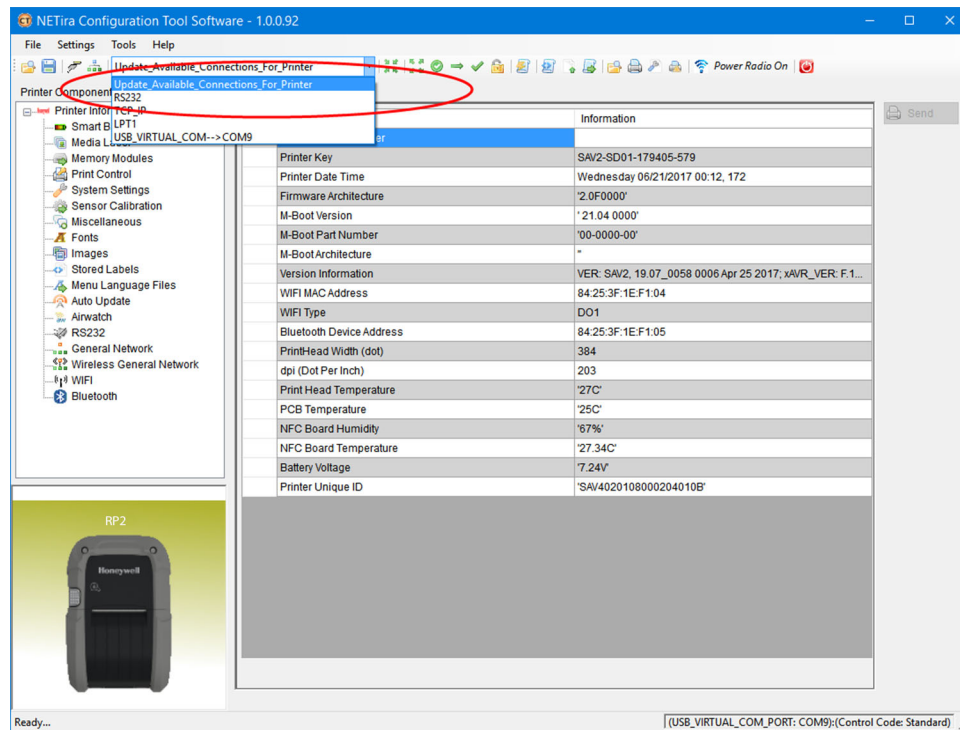 NETira Configuration Tool Software - 1.0.0.92
File Settings Tools Help
Update_Available_Connections_For_Printer
Power Radio On
Update_Available_Connections_For_Printer
RS232
TCP_IP
LPT1
USB_VIRTUAL_COM-->COM9
Printer Component
Printer Infor
Smart B
Media L
Memory Modules
Print Control
System Settings
Sensor Calibration
Miscellaneous
Fonts
Images
Stored Labels
Menu Language Files
Auto Update
Airwatch
RS232
General Network
Wireless General Network
WIFI
Bluetooth
Information
er
Printer Key SAV2-SD01-179405-579
Printer Date Time Wednesday 06/21/2017 00:12, 172
Firmware Architecture '2.0F0000'
M-Boot Version ' 21.04 0000'
M-Boot Part Number '00-0000-00'
M-Boot Architecture ''
Version Information VER: SAV2, 19.07_0058 0006 Apr 25 2017; xAVR_VER: F.1...
WIFI MAC Address 84:25:3F:1E:F1:04
WIFI Type DO1
Bluetooth Device Address 84:25:3F:1E:F1:05
PrintHead Width (dot) 384
dpi (Dot Per Inch) 203
Print Head Temperature '27C'
PCB Temperature '25C'
NFC Board Humidity '67%'
NFC Board Temperature '27.34C'
Battery Voltage '7.24V'
Printer Unique ID 'SAV4020108000204010B'
Send
RP2
Honeywell
Ready...
(USB_VIRTUAL_COM_PORT: COM9):(Control Code: Standard)